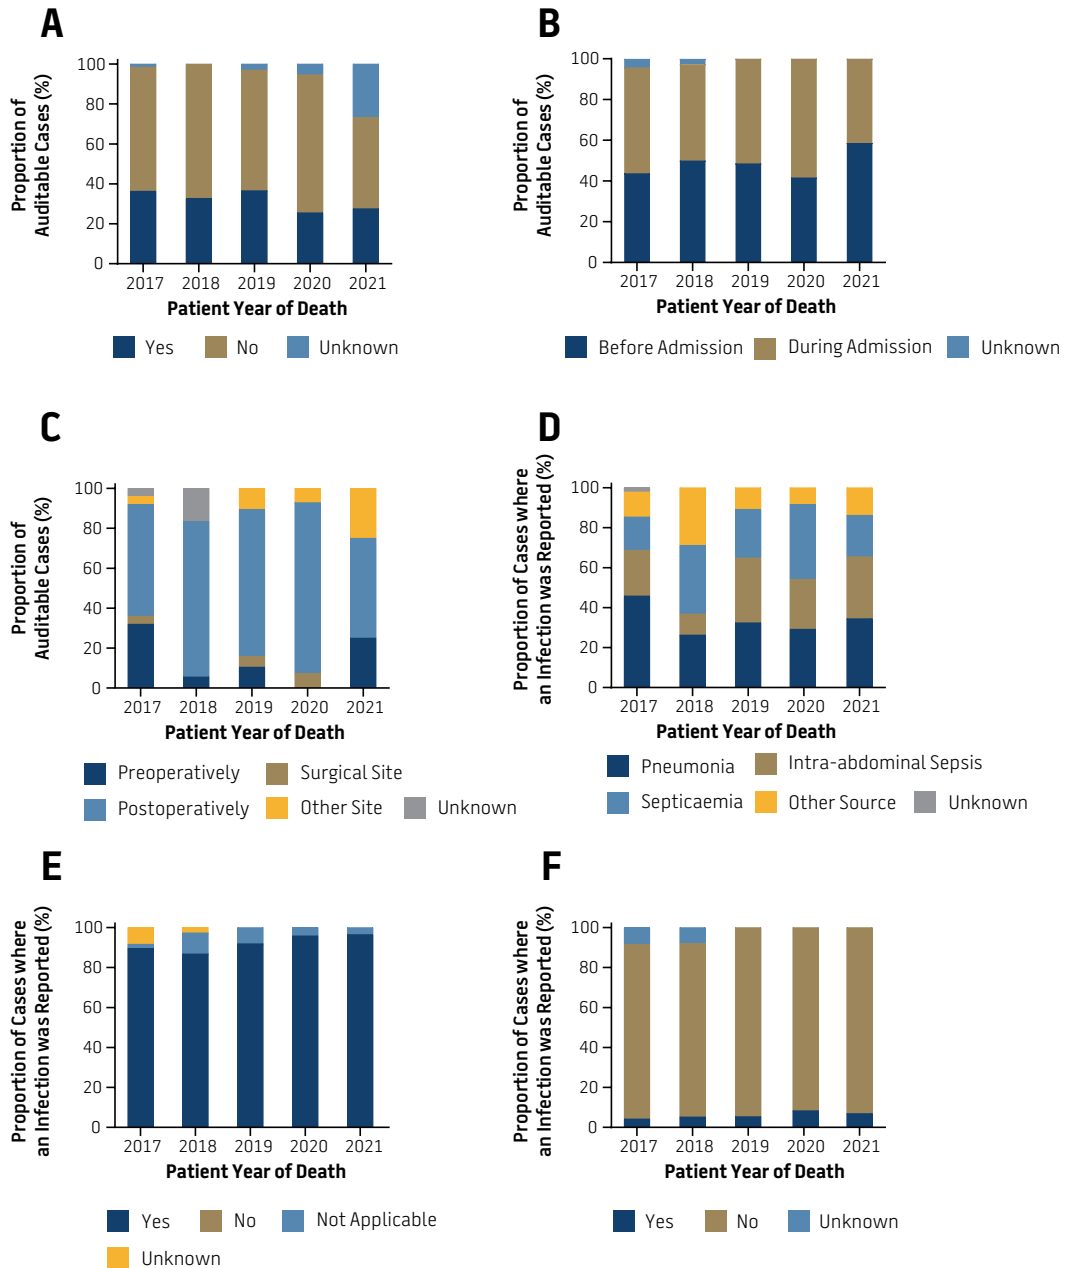 A
Proportion of
Auditable Cases (%)
100
80
60
40
20
0
2017 2018 2019 2020 2021
Patient Year of Death
Yes No Unknown
B
Proportion of
Auditable Cases (%)
100
80
60
40
20
0
2017 2018 2019 2020 2021
Patient Year of Death
Before Admission During Admission Unknown
C
Proportion of
Auditable Cases (%)
100
80
60
40
20
0
2017 2018 2019 2020 2021
Patient Year of Death
Preoperatively Surgical Site
Postoperatively Other Site Unknown
D
Proportion of Cases where
an Infection was Reported (%)
100
80
60
40
20
0
2017 2018 2019 2020 2021
Patient Year of Death
Pneumonia Intra-abdominal Sepsis
Septicaemia Other Source Unknown
E
Proportion of Cases where
an Infection was Reported (%)
100
80
60
40
20
0
2017 2018 2019 2020 2021
Patient Year of Death
Yes No Not Applicable
Unknown
F
Proportion of Cases where
an Infection was Reported (%)
100
80
60
40
20
0
2017 2018 2019 2020 2021
Patient Year of Death
Yes No Unknown